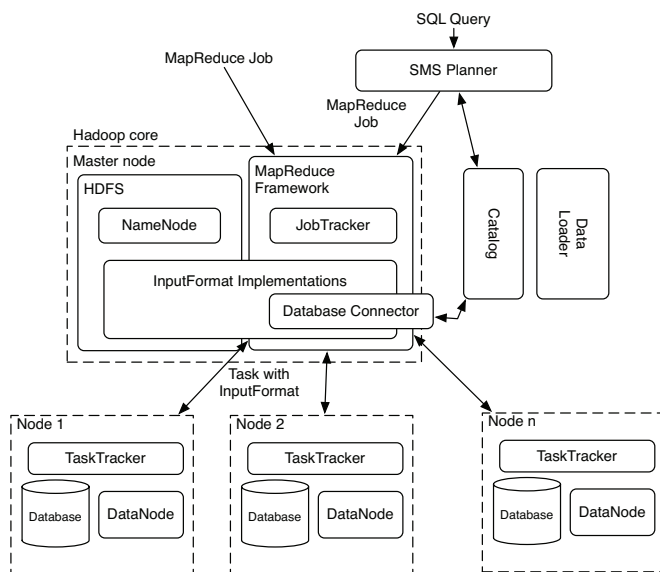 SQL Query
SMS Planner
MapReduce Job
MapReduce
Job
Hadoop core
Master node
HDFS
MapReduce
Framework
NameNode
JobTracker
InputFormat Implementations
Database Connector
Catalog
Data
Loader
Task with
InputFormat
Node 1
TaskTracker
Database
DataNode
Node 2
TaskTracker
Database
DataNode
Node n
TaskTracker
Database
DataNode